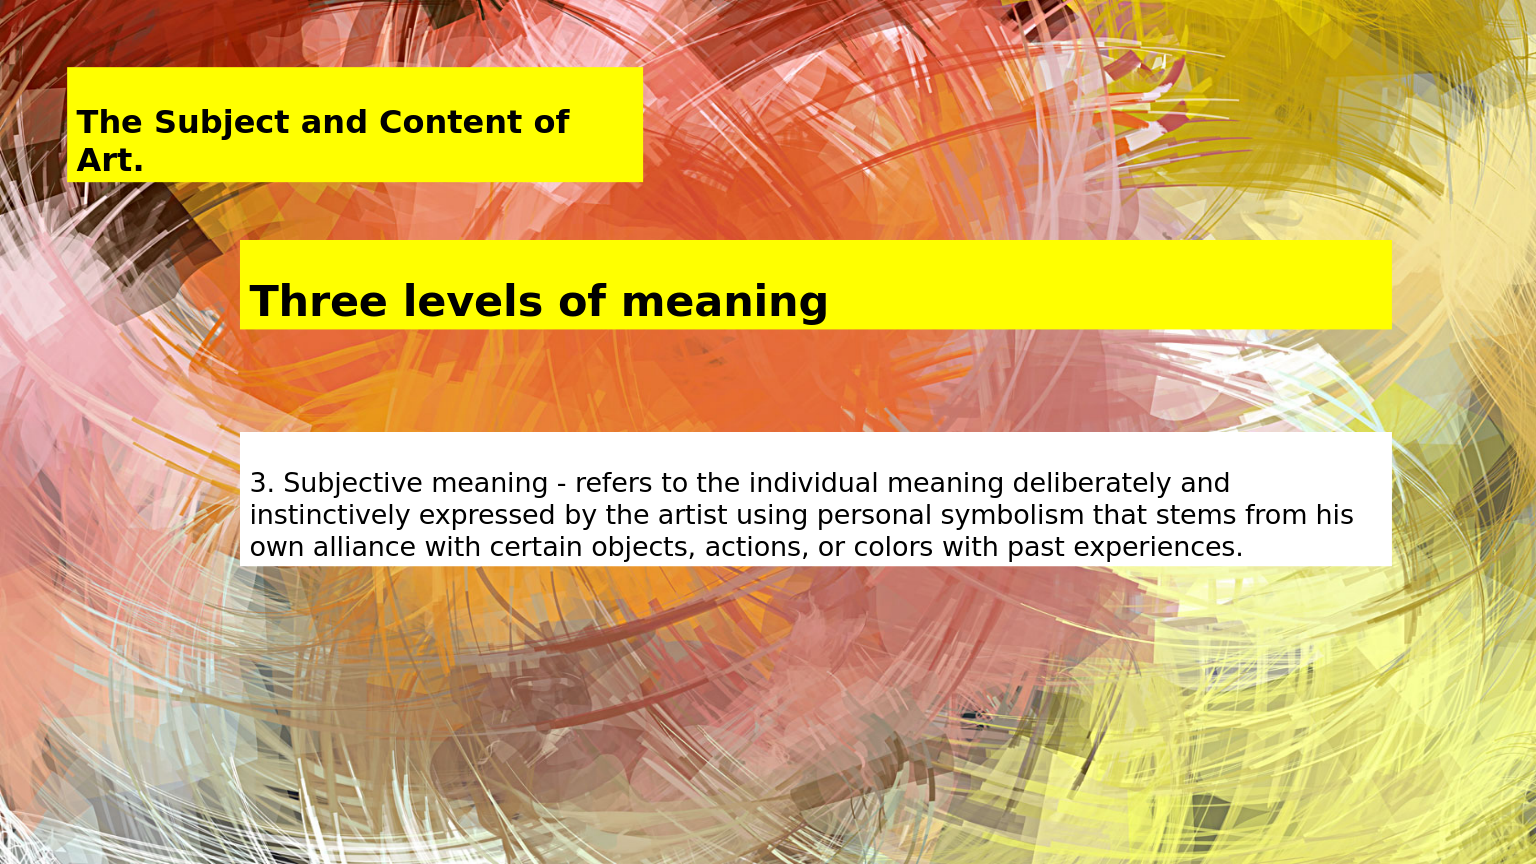 The Subject and Content of
Art.
Three levels of meaning
3. Subjective meaning - refers to the individual meaning deliberately and
instinctively expressed by the artist using personal symbolism that stems from his
own alliance with certain objects, actions, or colors with past experiences.